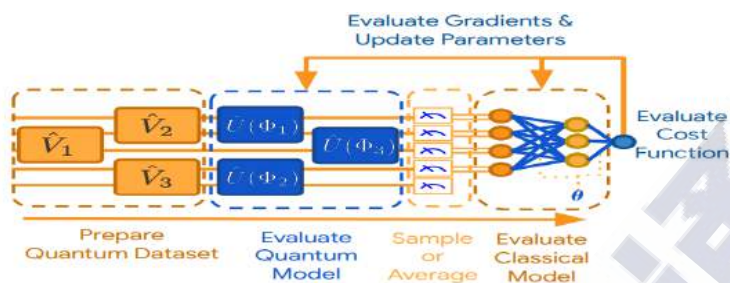 Evaluate Gradients &
Update Parameters
V̂₁
V̂₂
V̂₃
Û(Φ₁)
Û(Φ₂)
Û(Φ₃)
θ
Evaluate
Cost
Function
Prepare
Quantum Dataset
Evaluate
Quantum
Model
Sample
or
Average
Evaluate
Classical
Model